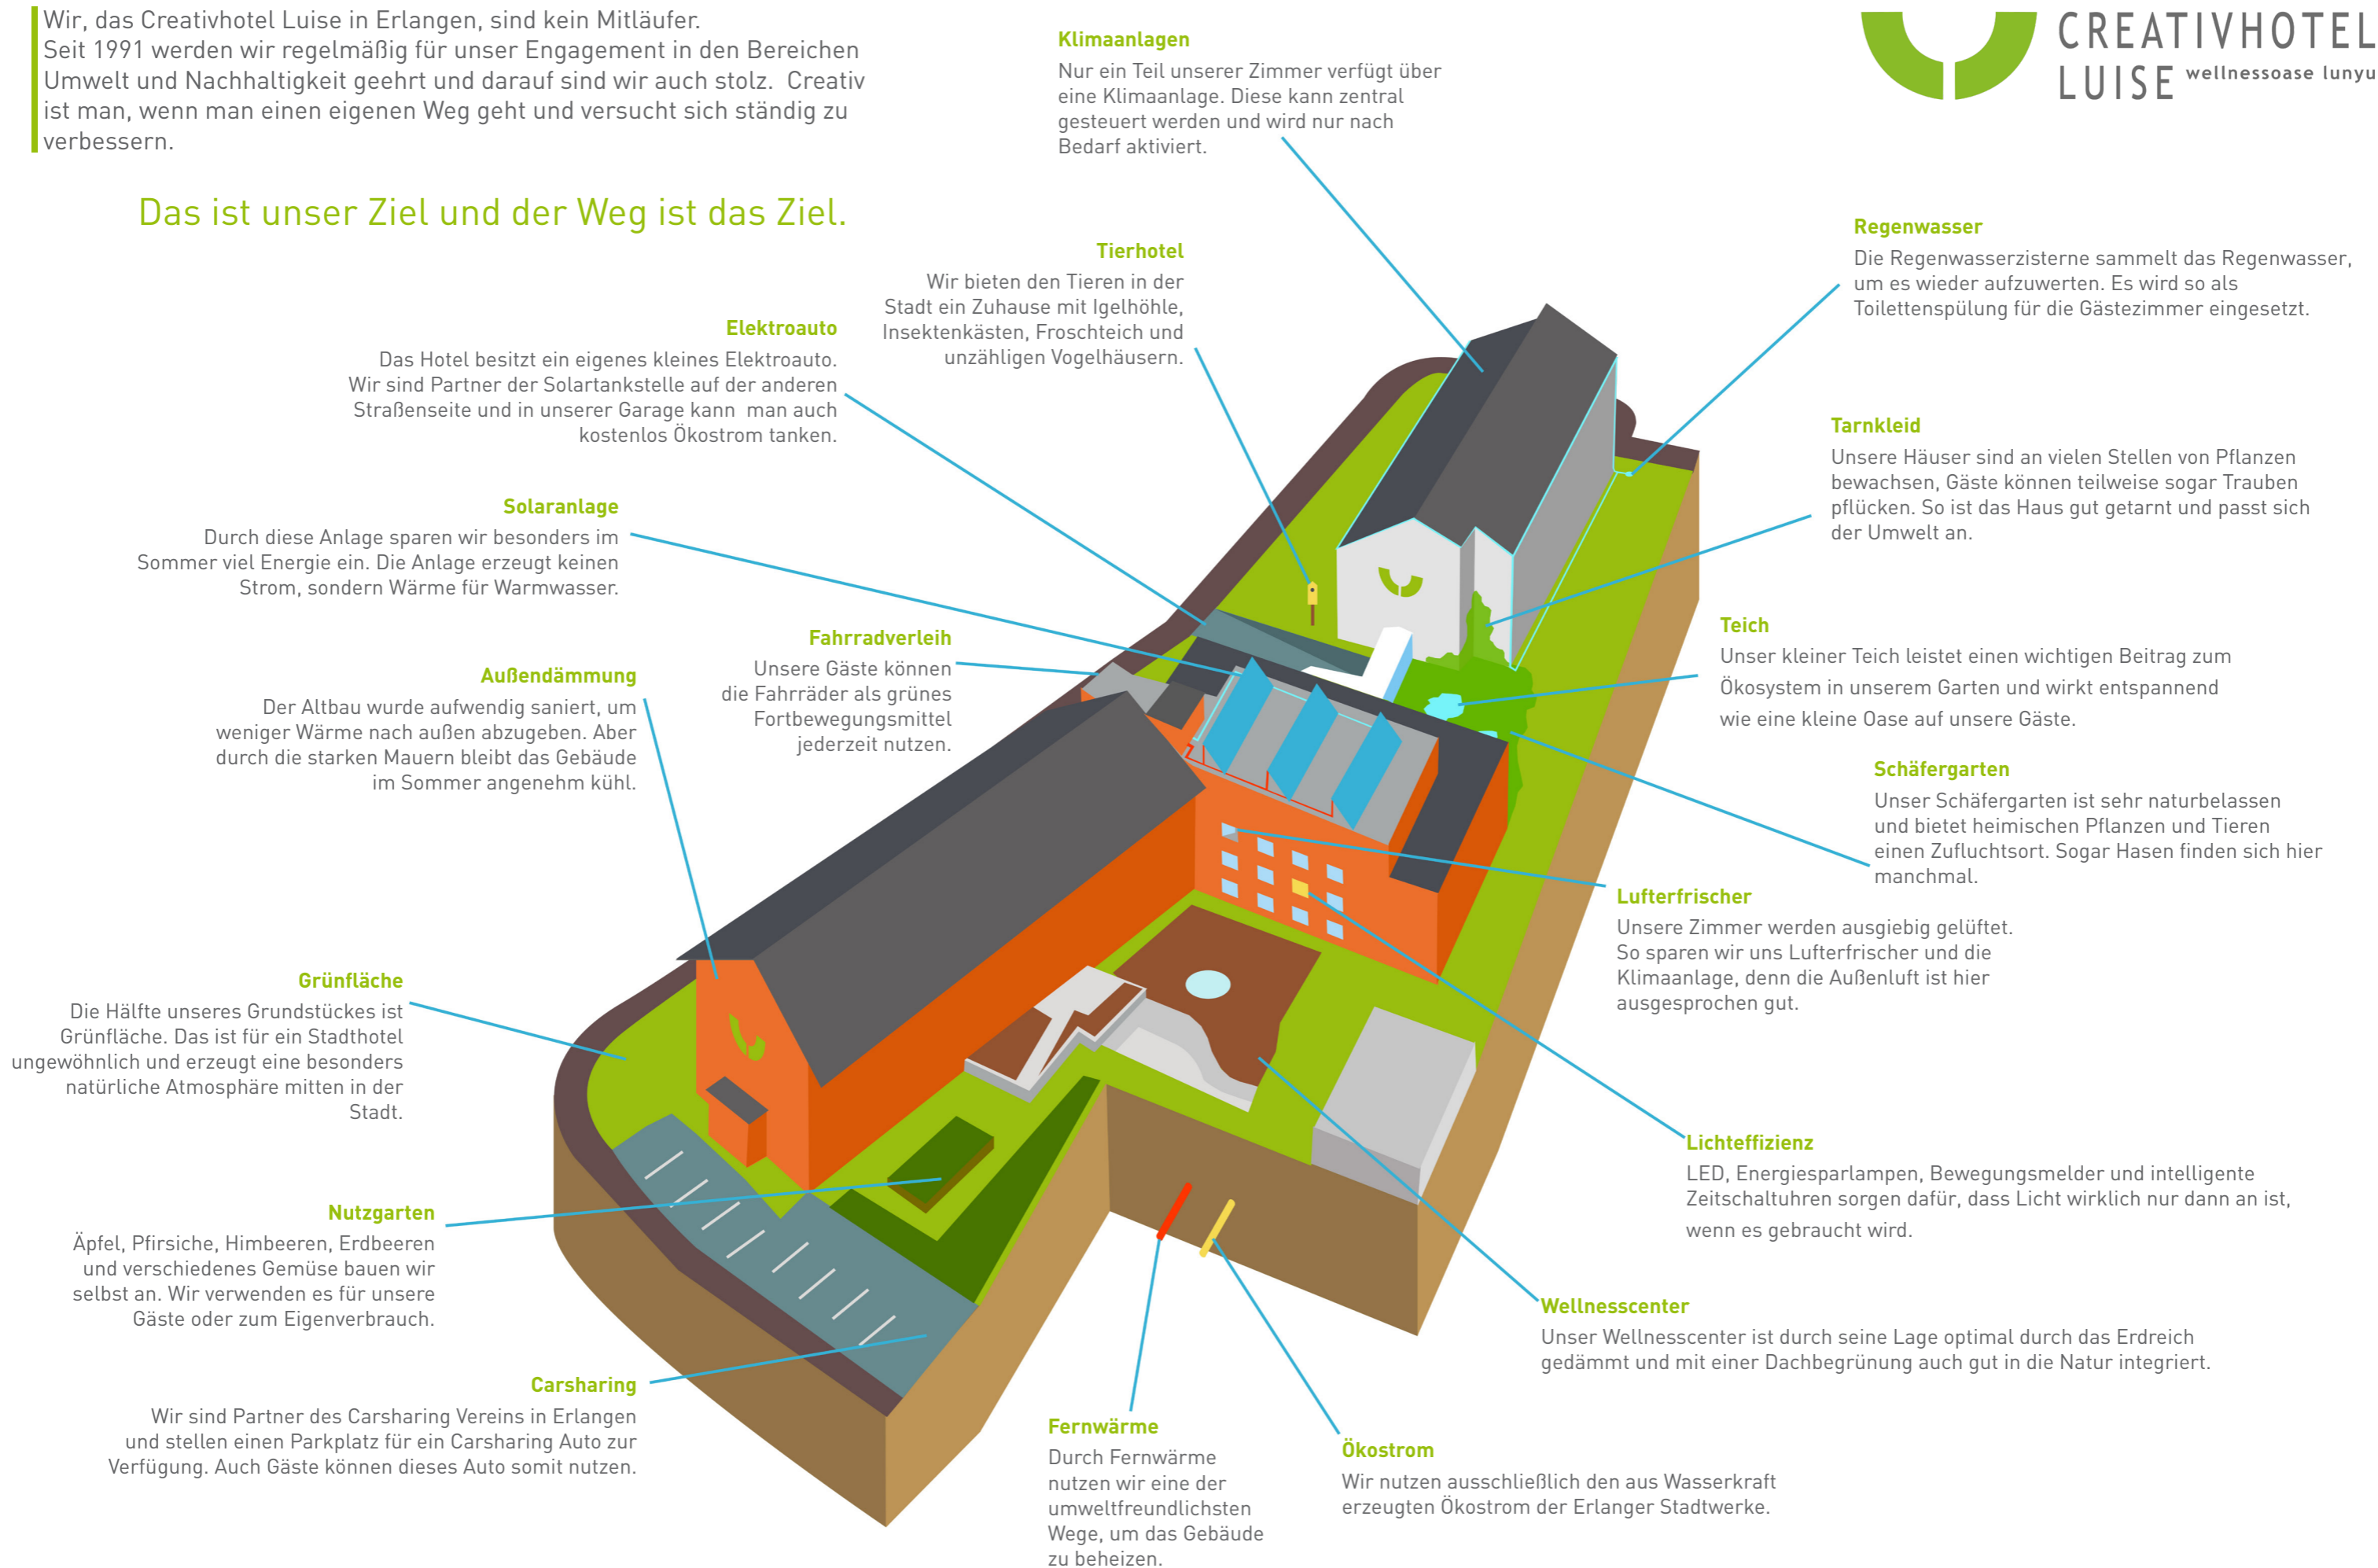 Wir, das Creativhotel Luise in Erlangen, sind kein Mitläufer.
Seit 1991 werden wir regelmäßig für unser Engagement in den Bereichen
Umwelt und Nachhaltigkeit geehrt und darauf sind wir auch stolz. Creativ
ist man, wenn man einen eigenen Weg geht und versucht sich ständig zu
verbessern.
Das ist unser Ziel und der Weg ist das Ziel.
CREATIVHOTEL
LUISE wellnessoase lunyu
Klimaanlagen
Nur ein Teil unserer Zimmer verfügt über
eine Klimaanlage. Diese kann zentral
gesteuert werden und wird nur nach
Bedarf aktiviert.
Tierhotel
Wir bieten den Tieren in der
Stadt ein Zuhause mit Igelhöhle,
Insektenkästen, Froschteich und
unzähligen Vogelhäusern.
Elektroauto
Das Hotel besitzt ein eigenes kleines Elektroauto.
Wir sind Partner der Solartankstelle auf der anderen
Straßenseite und in unserer Garage kann man auch
kostenlos Ökostrom tanken.
Solaranlage
Durch diese Anlage sparen wir besonders im
Sommer viel Energie ein. Die Anlage erzeugt keinen
Strom, sondern Wärme für Warmwasser.
Fahrradverleih
Unsere Gäste können
die Fahrräder als grünes
Fortbewegungsmittel
jederzeit nutzen.
Außendämmung
Der Altbau wurde aufwendig saniert, um
weniger Wärme nach außen abzugeben. Aber
durch die starken Mauern bleibt das Gebäude
im Sommer angenehm kühl.
Grünfläche
Die Hälfte unseres Grundstückes ist
Grünfläche. Das ist für ein Stadthotel
ungewöhnlich und erzeugt eine besonders
natürliche Atmosphäre mitten in der
Stadt.
Nutzgarten
Äpfel, Pfirsiche, Himbeeren, Erdbeeren
und verschiedenes Gemüse bauen wir
selbst an. Wir verwenden es für unsere
Gäste oder zum Eigenverbrauch.
Carsharing
Wir sind Partner des Carsharing Vereins in Erlangen
und stellen einen Parkplatz für ein Carsharing Auto zur
Verfügung. Auch Gäste können dieses Auto somit nutzen.
Regenwasser
Die Regenwasserzisterne sammelt das Regenwasser,
um es wieder aufzuwerten. Es wird so als
Toilettenspülung für die Gästezimmer eingesetzt.
Tarnkleid
Unsere Häuser sind an vielen Stellen von Pflanzen
bewachsen, Gäste können teilweise sogar Trauben
pflücken. So ist das Haus gut getarnt und passt sich
der Umwelt an.
Teich
Unser kleiner Teich leistet einen wichtigen Beitrag zum
Ökosystem in unserem Garten und wirkt entspannend
wie eine kleine Oase auf unsere Gäste.
Schäfergarten
Unser Schäfergarten ist sehr naturbelassen
und bietet heimischen Pflanzen und Tieren
einen Zufluchtsort. Sogar Hasen finden sich hier
manchmal.
Lufterfrischer
Unsere Zimmer werden ausgiebig gelüftet.
So sparen wir uns Lufterfrischer und die
Klimaanlage, denn die Außenluft ist hier
ausgesprochen gut.
Lichteffizienz
LED, Energiesparlampen, Bewegungsmelder und intelligente
Zeitschaltuhren sorgen dafür, dass Licht wirklich nur dann an ist,
wenn es gebraucht wird.
Wellnesscenter
Unser Wellnesscenter ist durch seine Lage optimal durch das Erdreich
gedämmt und mit einer Dachbegrünung auch gut in die Natur integriert.
Fernwärme
Durch Fernwärme
nutzen wir eine der
umweltfreundlichsten
Wege, um das Gebäude
zu beheizen.
Ökostrom
Wir nutzen ausschließlich den aus Wasserkraft
erzeugten Ökostrom der Erlanger Stadtwerke.